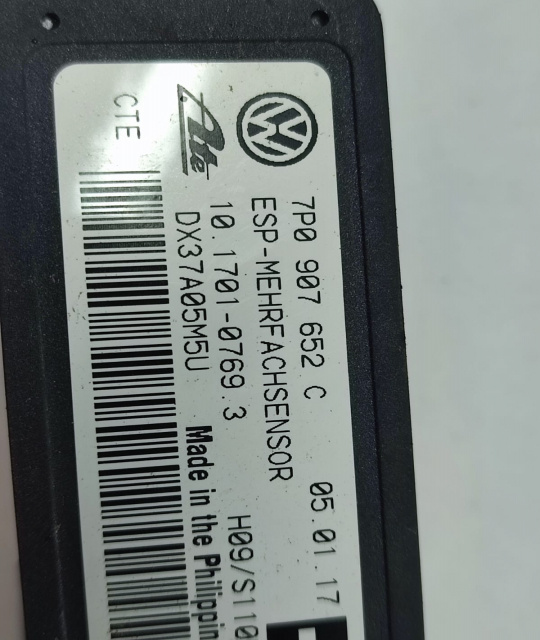 7P0 907 652 C 05.01.17
ESP-MEHRFACHSENSOR
Ate 10.1701-0769.3 H09/S110
DX37A05M5U Made in the
CTE